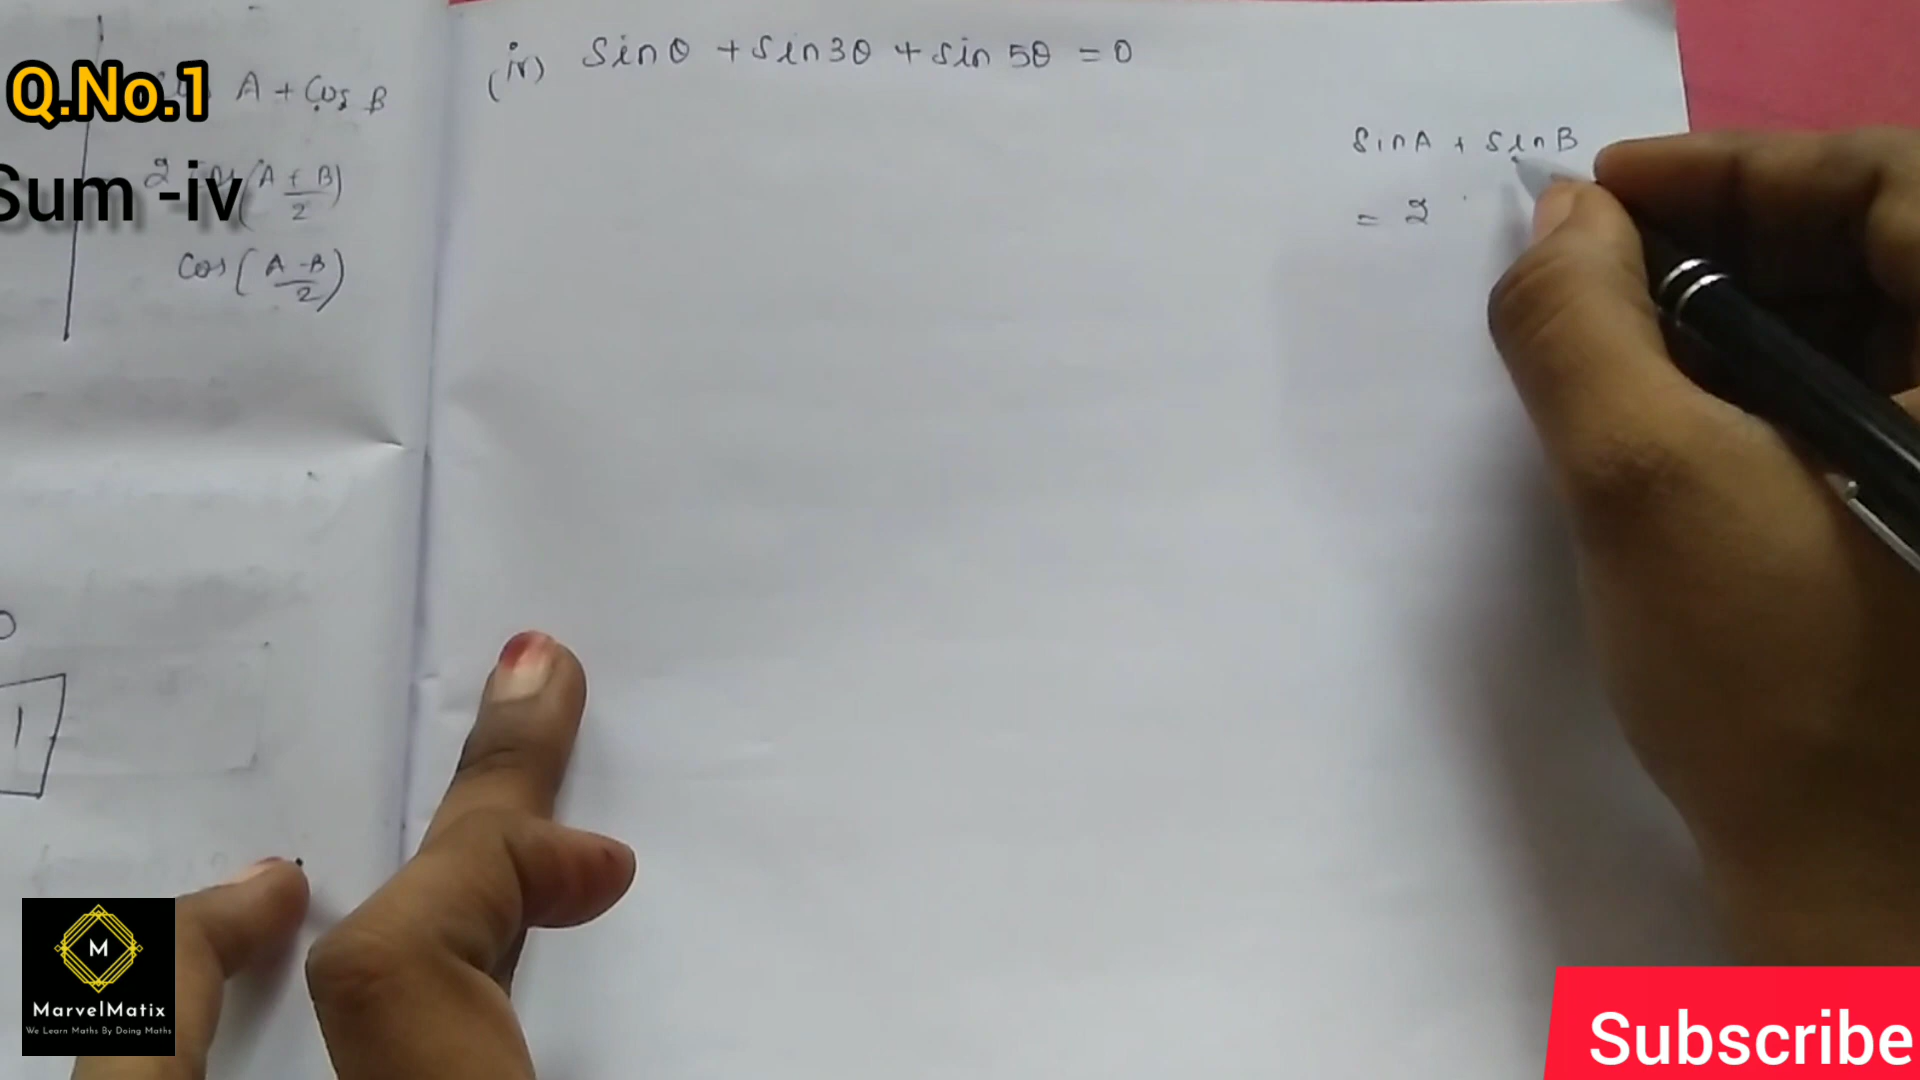 Q.No.1
Sum -iv
A + Cos B
2 (A + B / 2)
Cos (A - B / 2)
(iv) Sin θ + Sin 3θ + Sin 5θ = 0
Sin A + Sin B
= 2
M
MarvelMatix
We Learn Maths By Doing Maths
Subscribe